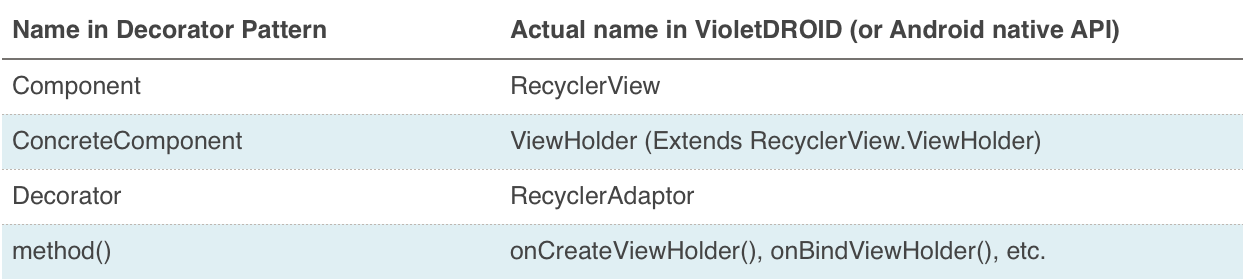 Name in Decorator Pattern Actual name in VioletDROID (or Android native API)
Component RecyclerView
ConcreteComponent ViewHolder (Extends RecyclerView.ViewHolder)
Decorator RecyclerAdaptor
method() onCreateViewHolder(), onBindViewHolder(), etc.